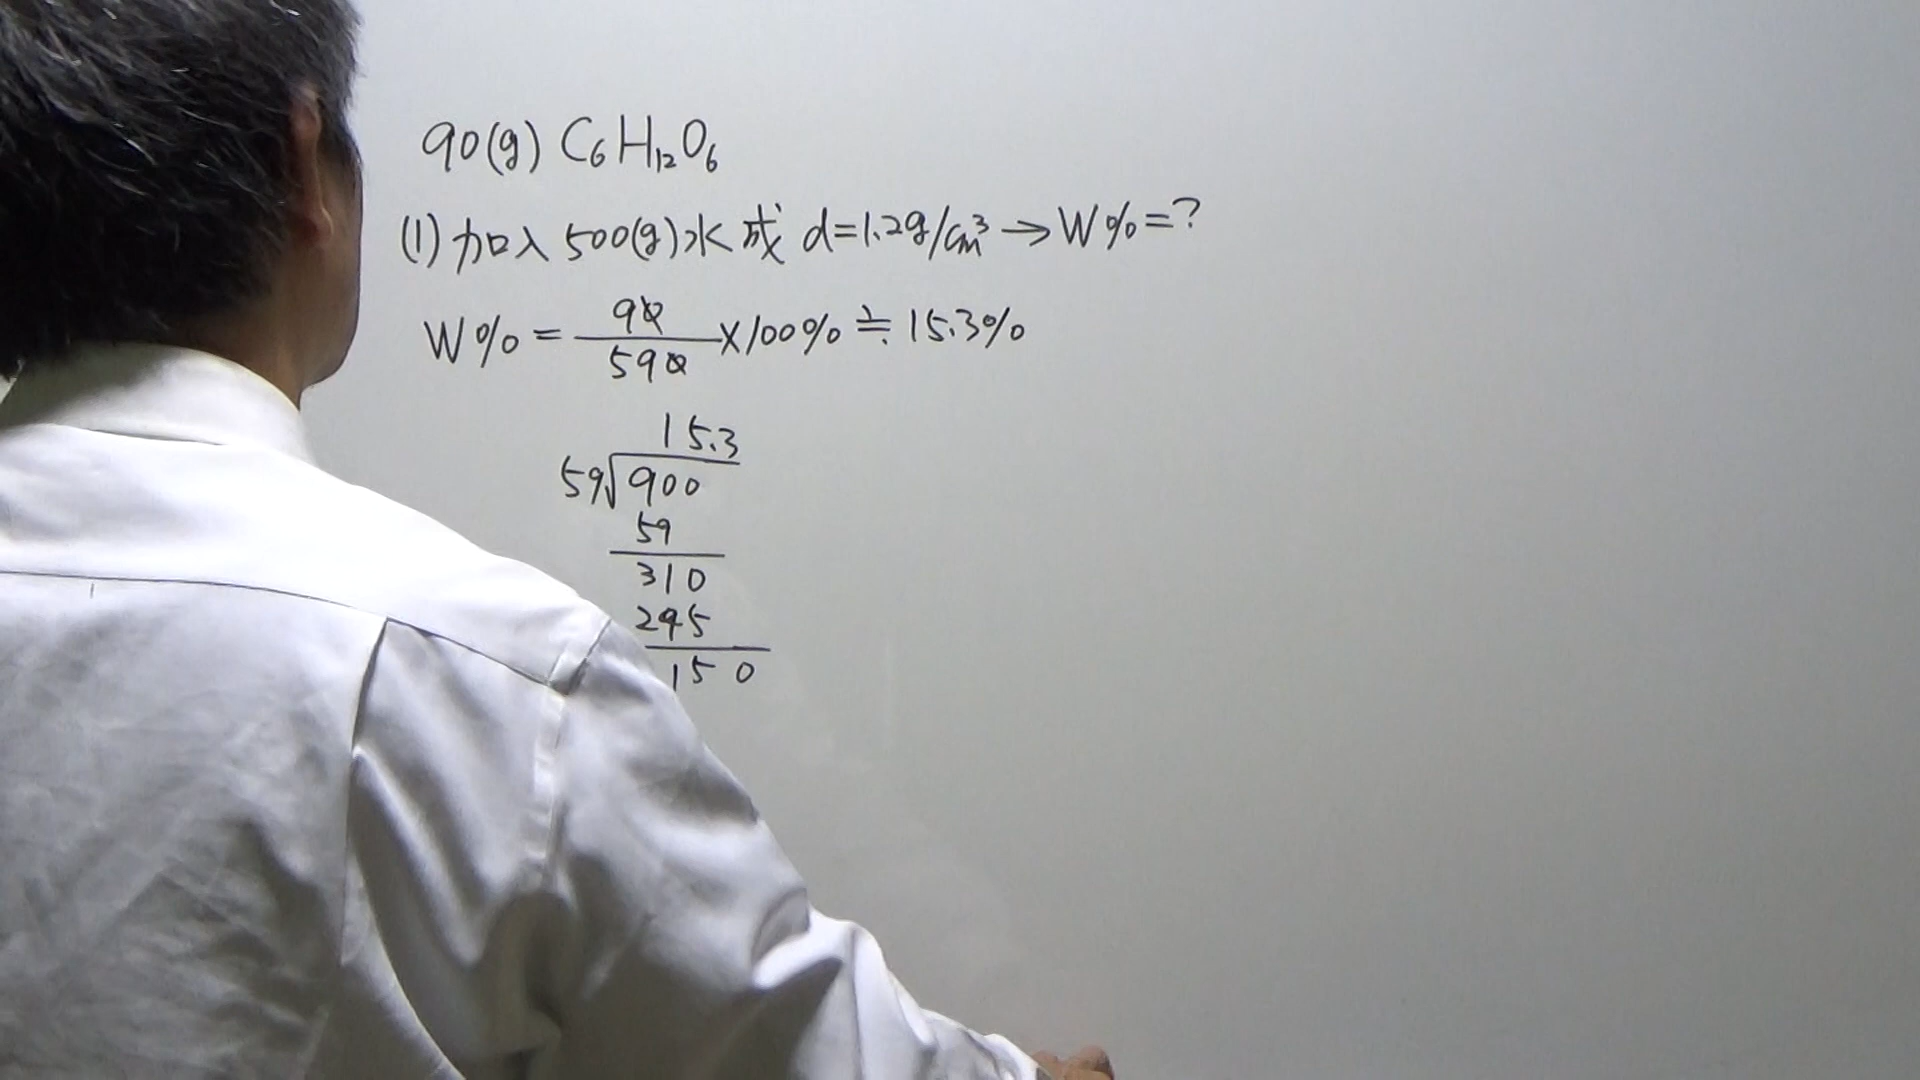 90(g) C₆H₁₂O₆
(1) 加入 500(g)水 成 d=1.2g/cm³→W%=?
W% = 90/590 ×100% ≒ 15.3%
15.3
59√900
59
310
295
150